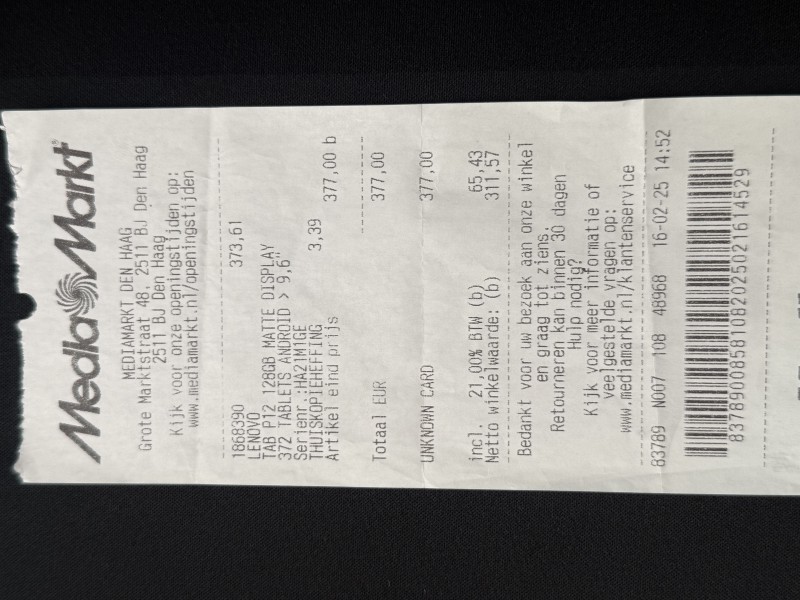 Media Markt
MEDIAMARKT DEN HAAG
Grote Marktstraat 48, 2511 BJ Den Haag
2511 BJ Den Haag
Kijk voor onze openingstijden op:
www.mediamarkt.nl/openingstijden
1868390 373,61
LENOVO
TAB P12 128GB MATTE DISPLAY
372 TABLETS ANDROID > 9,6"
Serienr.:HA21M1GE
THUISKOPIEHEFFING 3,39
Artikel eind prijs 377,00 b
Totaal EUR 377,00
UNKNOWN CARD 377,00
incl. 21,00% BTW (b) 65,43
Netto winkelwaarde: (b) 311,57
Bedankt voor uw bezoek aan onze winkel
en graag tot ziens.
Retourneren kan binnen 30 dagen
Hulp nodig?
Kijk voor meer informatie of
veelgestelde vragen op:
www.mediamarkt.nl/klantenservice
83789 N007 108 48968 16-02-25 14:52
83789008581082025021614529